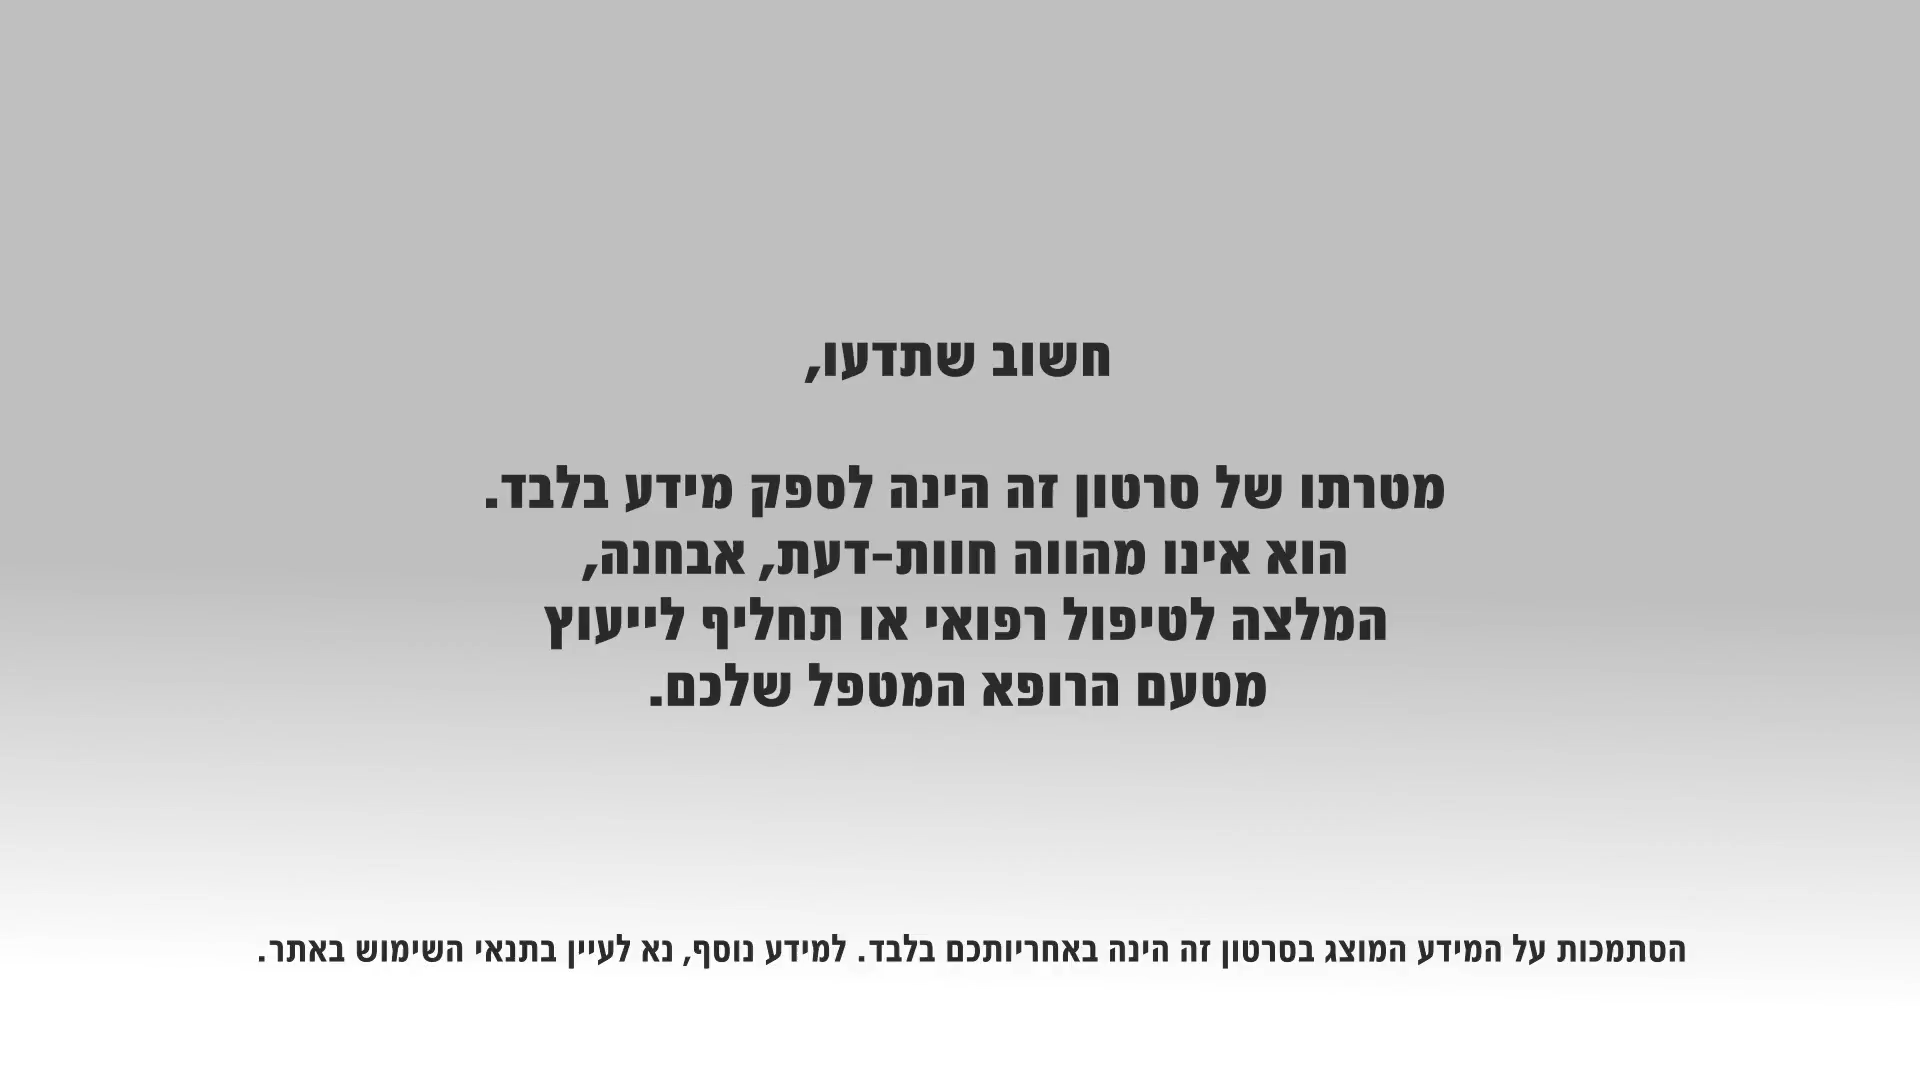 חשוב שתדעו,
מטרתו של סרטון זה הינה לספק מידע בלבד.
הוא אינו מהווה חוות-דעת, אבחנה,
המלצה לטיפול רפואי או תחליף לייעוץ
מטעם הרופא המטפל שלכם.
הסתמכות על המידע המוצג בסרטון זה הינה באחריותכם בלבד. למידע נוסף, נא לעיין בתנאי השימוש באתר.